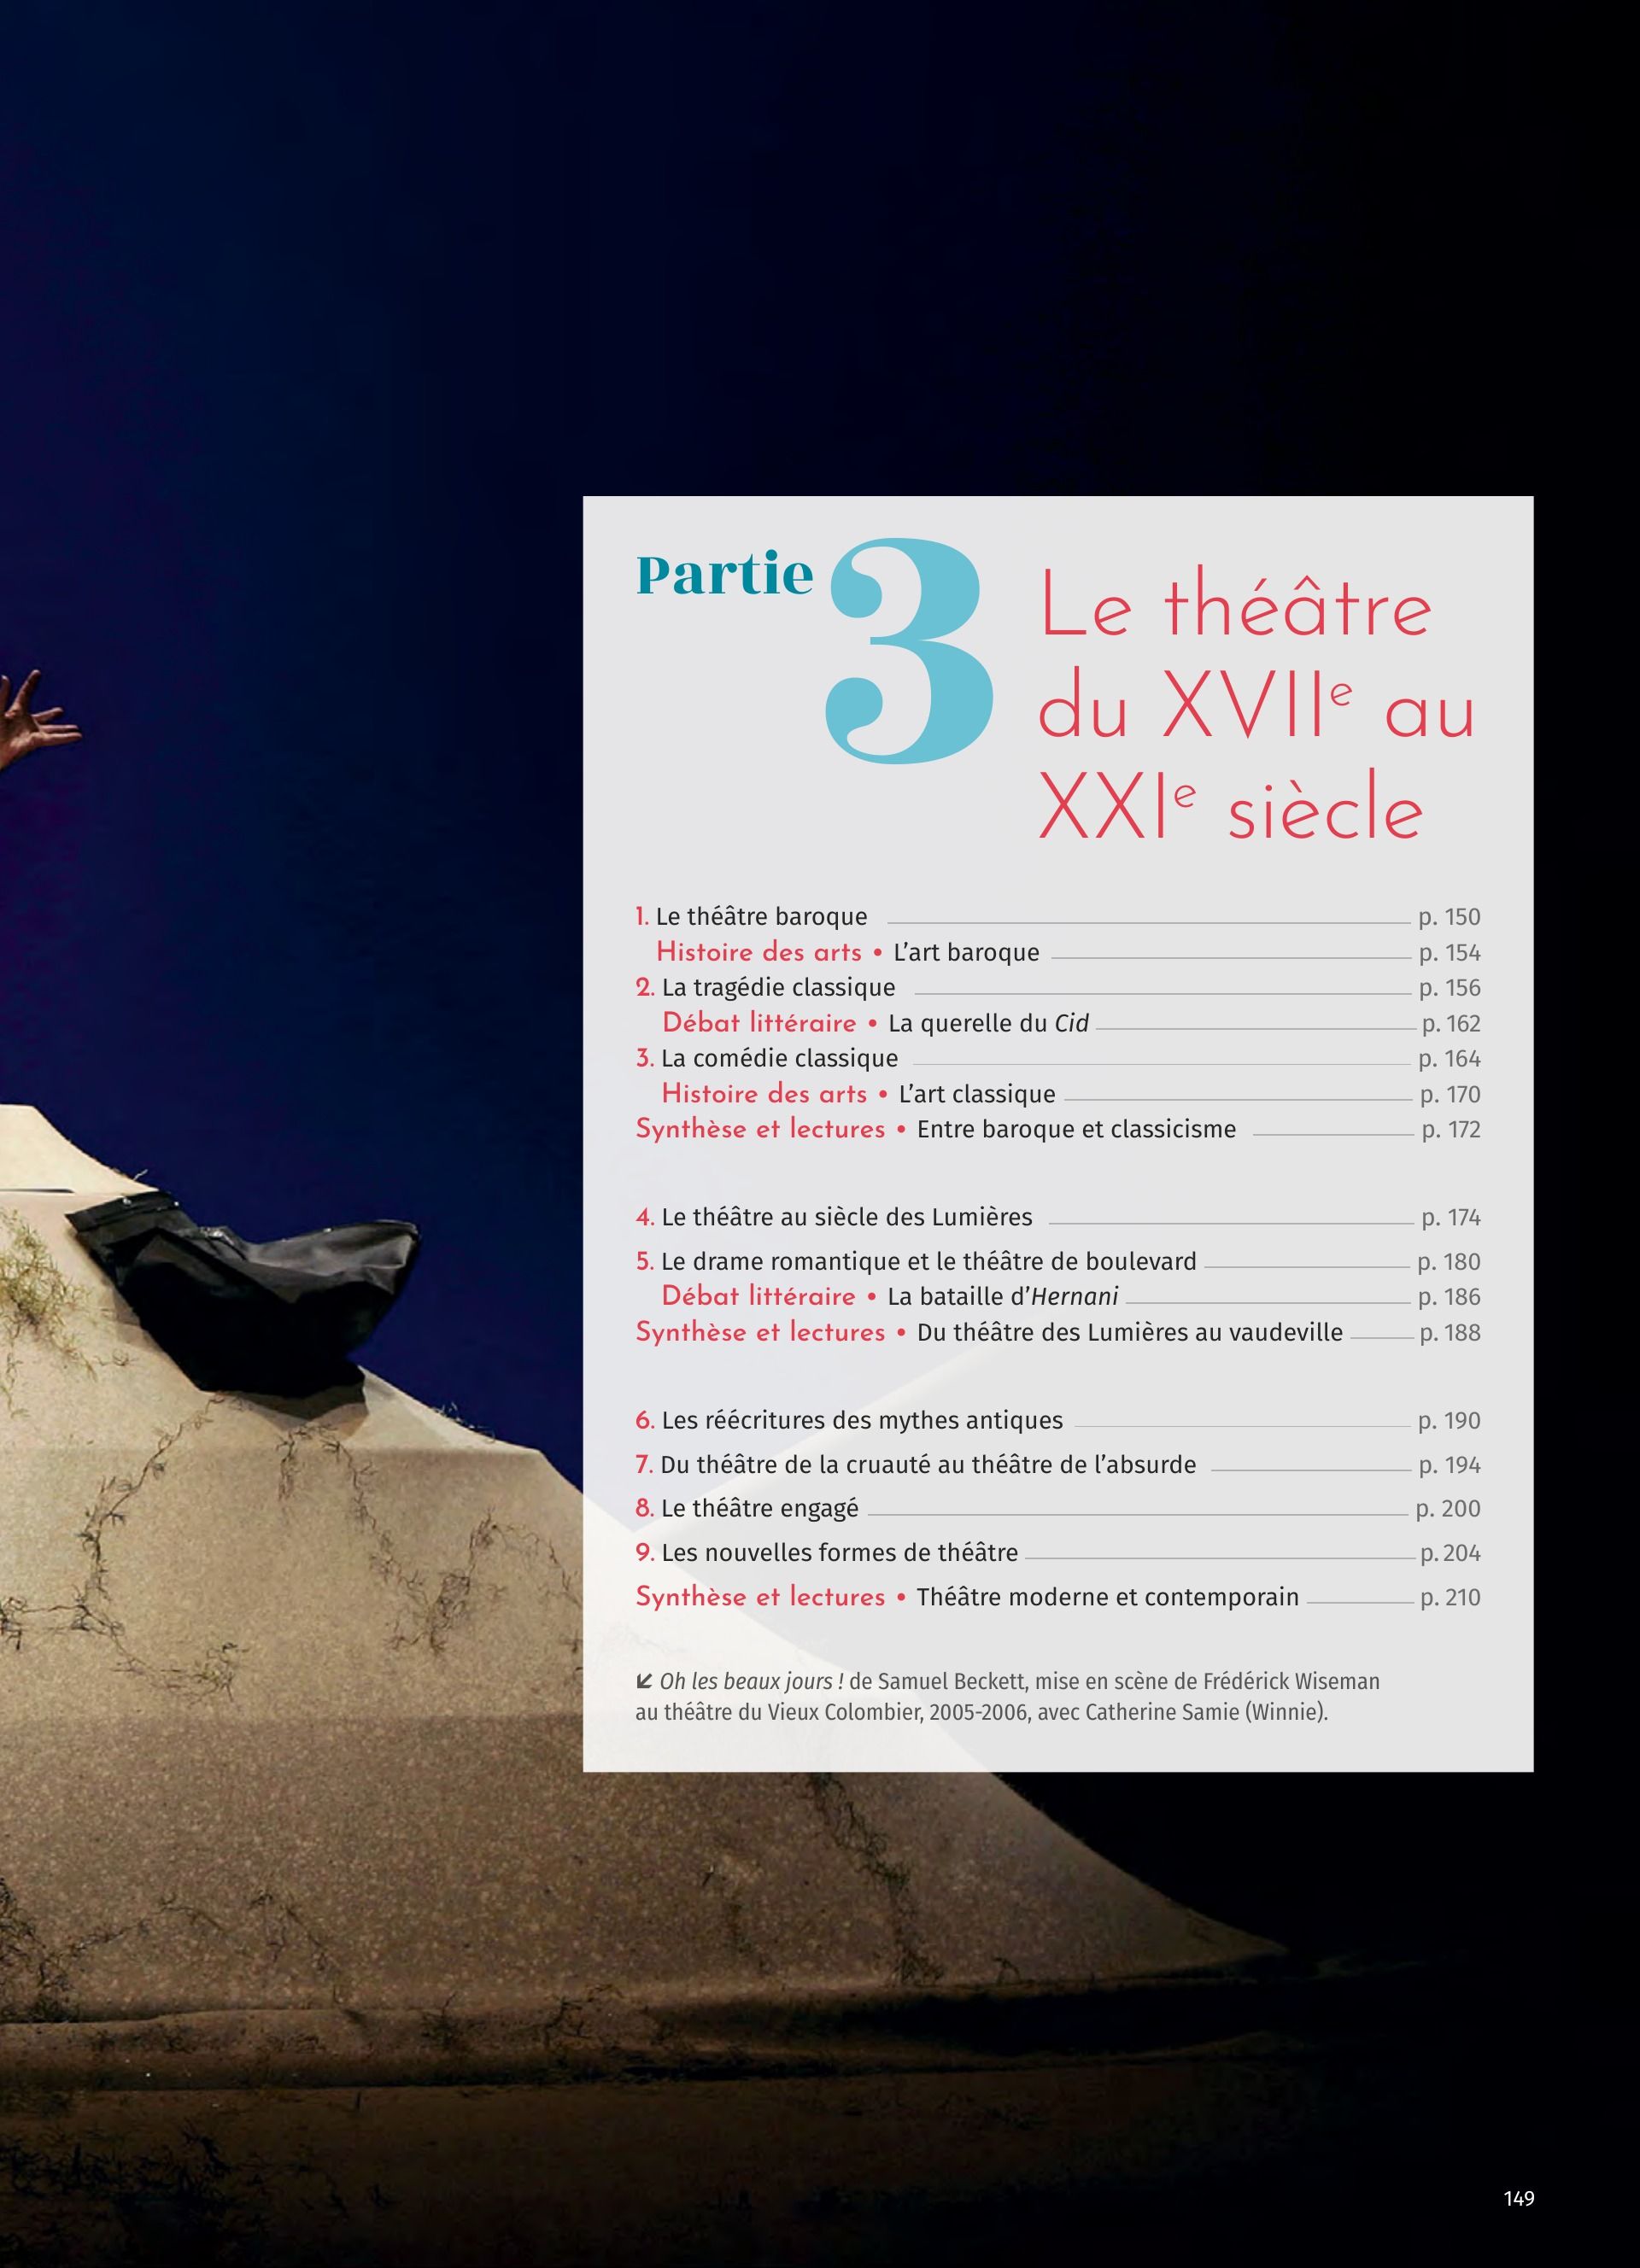 Partie 3
Le théâtre
du XVIIe au
XXIe siècle
1. Le théâtre baroque p. 150
Histoire des arts • L’art baroque p. 154
2. La tragédie classique p. 156
Débat littéraire • La querelle du Cid p. 162
3. La comédie classique p. 164
Histoire des arts • L’art classique p. 170
Synthèse et lectures • Entre baroque et classicisme p. 172
4. Le théâtre au siècle des Lumières p. 174
5. Le drame romantique et le théâtre de boulevard p. 180
Débat littéraire • La bataille d’Hernani p. 186
Synthèse et lectures • Du théâtre des Lumières au vaudeville p. 188
6. Les réécritures des mythes antiques p. 190
7. Du théâtre de la cruauté au théâtre de l’absurde p. 194
8. Le théâtre engagé p. 200
9. Les nouvelles formes de théâtre p. 204
Synthèse et lectures • Théâtre moderne et contemporain p. 210
↙ Oh les beaux jours ! de Samuel Beckett, mise en scène de Frédérick Wiseman
au théâtre du Vieux Colombier, 2005-2006, avec Catherine Samie (Winnie).
149